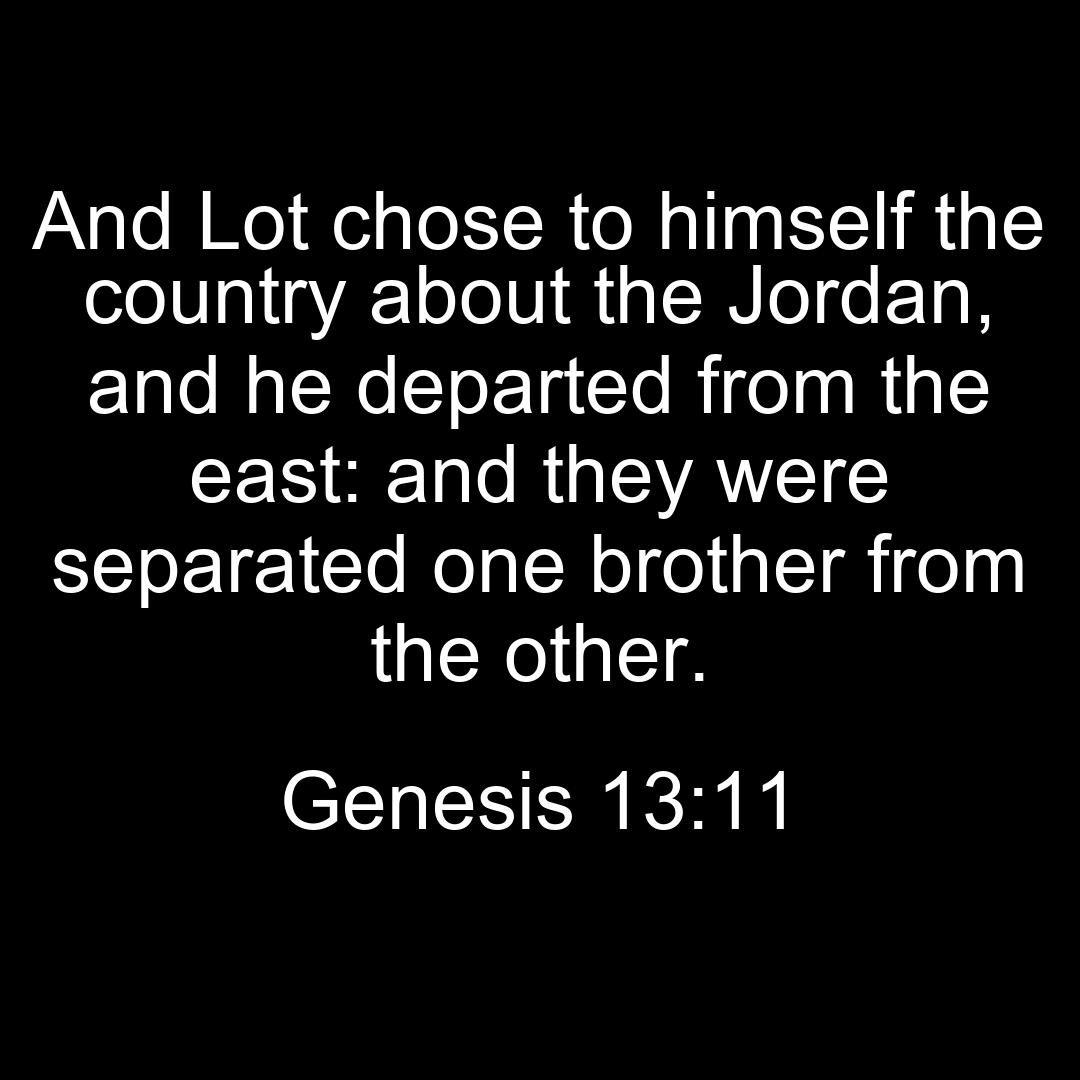 And Lot chose to himself the
country about the Jordan,
and he departed from the
east: and they were
separated one brother from
the other.
Genesis 13:11